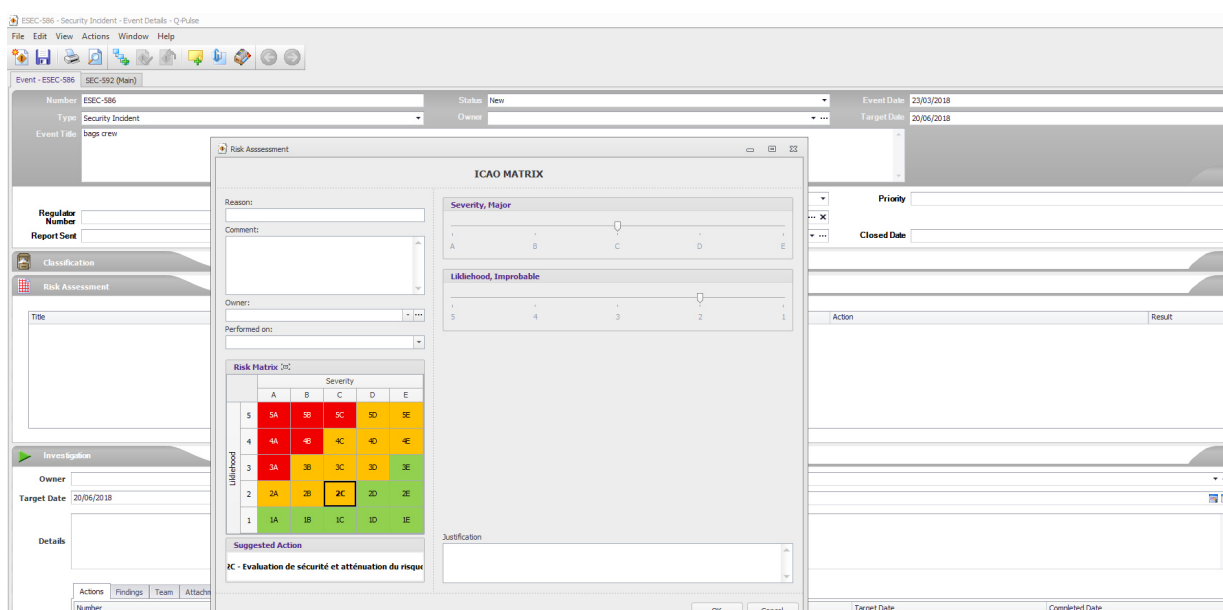 ESEC-586 - Security Incident - Event Details - Q-Pulse
File Edit View Actions Window Help
Event - ESEC-586 SEC-592 (Main)
Number ESEC-586 Status New Event Date 23/03/2018
Type Security Incident Owner Target Date 20/06/2018
Event Title bags crew
Risk Asssessment
ICAO MATRIX
Priority
Regulator
Number
Report Sent Closed Date
Classification
Risk Assessment
Title Action Result
Reason:
Comment:
Owner:
Performed on:
Severity, Major
A B C D E
Likliehood, Improbable
5 4 3 2 1
Risk Matrix
Severity
A B C D E
Likliehood
5 5A 5B 5C 5D 5E
4 4A 4B 4C 4D 4E
3 3A 3B 3C 3D 3E
2 2A 2B 2C 2D 2E
1 1A 1B 1C 1D 1E
Suggested Action
2C - Evaluation de sécurité et atténuation du risque
Justification
Investigation
Owner
Target Date 20/06/2018
Details
Actions Findings Team Attachm
Number Target Date Completed Date
OK Cancel